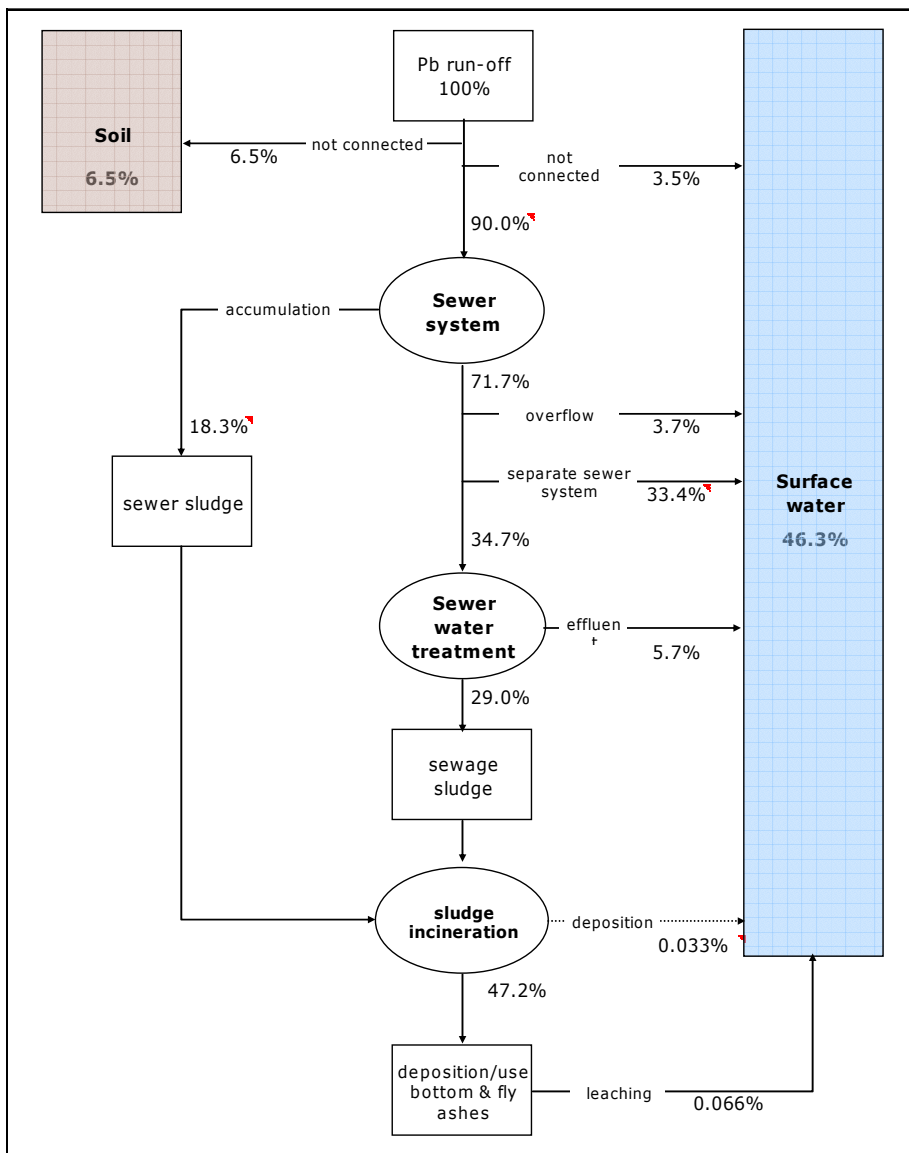 Pb run-off
100%
Soil
6.5%
not connected
6.5%
not
connected
3.5%
90.0%
Sewer
system
accumulation
18.3%
sewer sludge
71.7%
overflow
3.7%
separate sewer
system
33.4%
Surface
water
46.3%
34.7%
Sewer
water
treatment
effluen
t
5.7%
29.0%
sewage
sludge
sludge
incineration
deposition
0.033%
47.2%
deposition/use
bottom & fly
ashes
leaching
0.066%